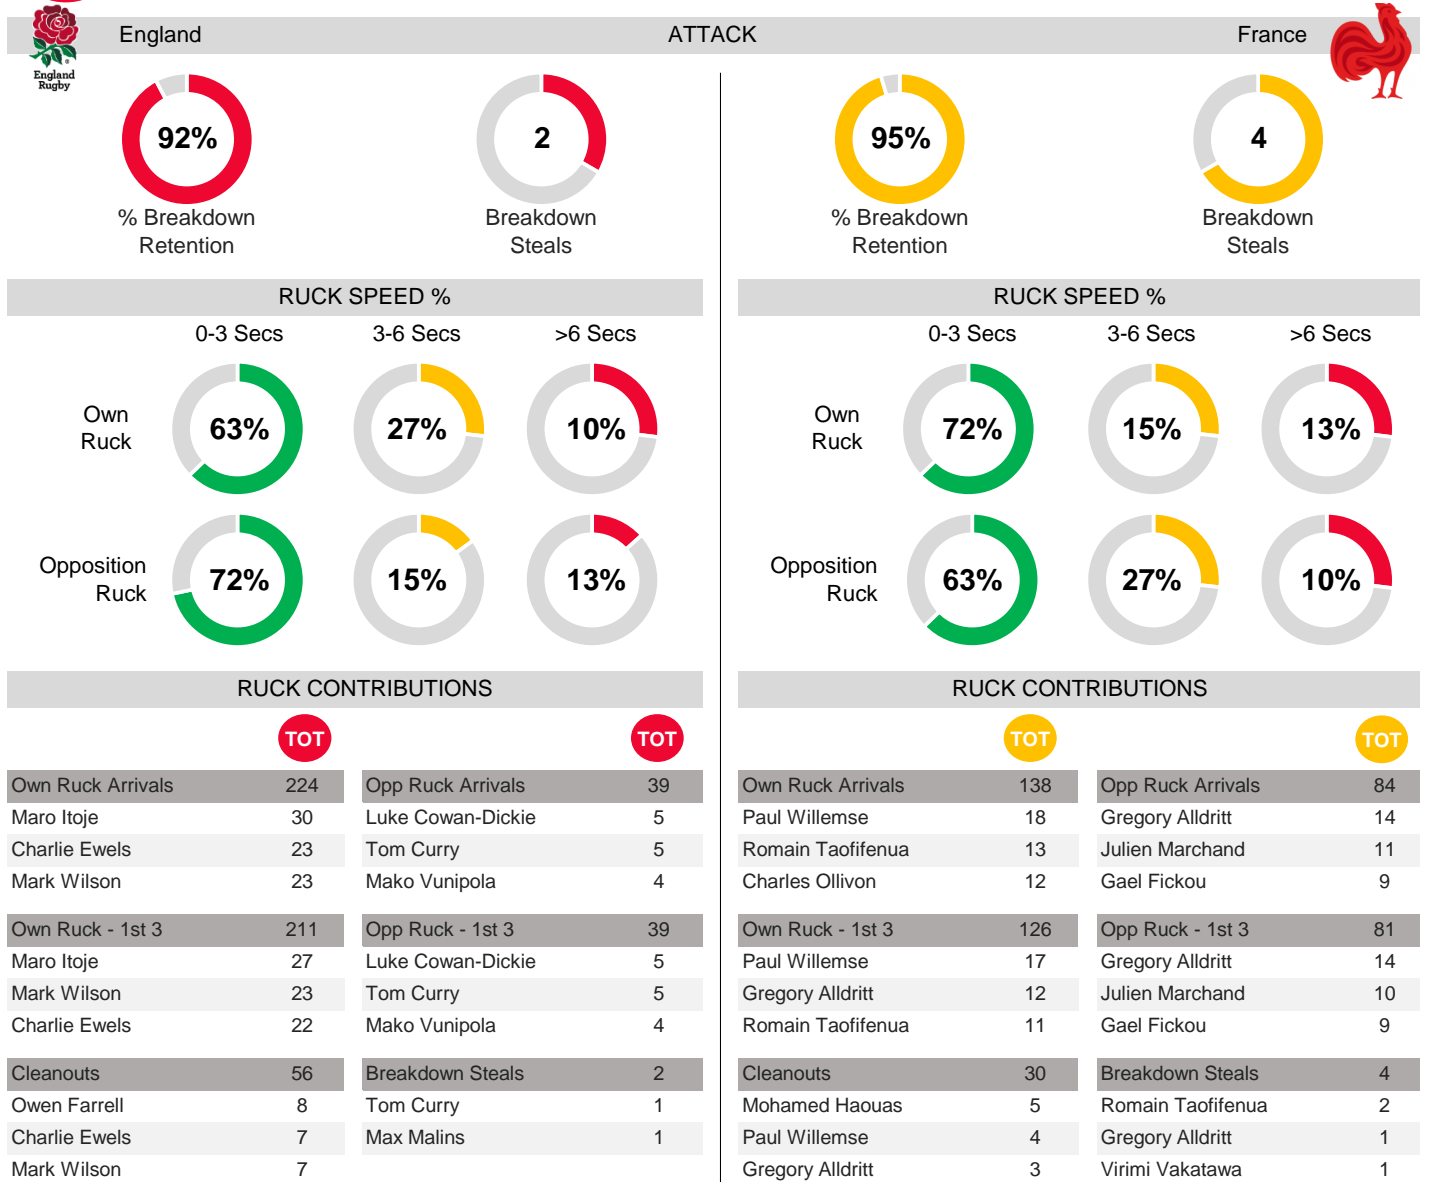 England ATTACK France
England
Rugby
92% 2 95% 4
% Breakdown Breakdown % Breakdown Breakdown
Retention Steals Retention Steals
RUCK SPEED % RUCK SPEED %
0-3 Secs 3-6 Secs >6 Secs 0-3 Secs 3-6 Secs >6 Secs
Own
Ruck 63% 27% 10% Own
Ruck 72% 15% 13%
Opposition
Ruck 72% 15% 13% Opposition
Ruck 63% 27% 10%
RUCK CONTRIBUTIONS RUCK CONTRIBUTIONS
TOT TOT TOT TOT
Own Ruck Arrivals 224 Opp Ruck Arrivals 39 Own Ruck Arrivals 138 Opp Ruck Arrivals 84
Maro Itoje 30 Luke Cowan-Dickie 5 Paul Willemse 18 Gregory Alldritt 14
Charlie Ewels 23 Tom Curry 5 Romain Taofifenua 13 Julien Marchand 11
Mark Wilson 23 Mako Vunipola 4 Charles Ollivon 12 Gael Fickou 9
Own Ruck - 1st 3 211 Opp Ruck - 1st 3 39 Own Ruck - 1st 3 126 Opp Ruck - 1st 3 81
Maro Itoje 27 Luke Cowan-Dickie 5 Paul Willemse 17 Gregory Alldritt 14
Mark Wilson 23 Tom Curry 5 Gregory Alldritt 12 Julien Marchand 10
Charlie Ewels 22 Mako Vunipola 4 Romain Taofifenua 11 Gael Fickou 9
Cleanouts 56 Breakdown Steals 2 Cleanouts 30 Breakdown Steals 4
Owen Farrell 8 Tom Curry 1 Mohamed Haouas 5 Romain Taofifenua 2
Charlie Ewels 7 Max Malins 1 Paul Willemse 4 Gregory Alldritt 1
Mark Wilson 7 Gregory Alldritt 3 Virimi Vakatawa 1